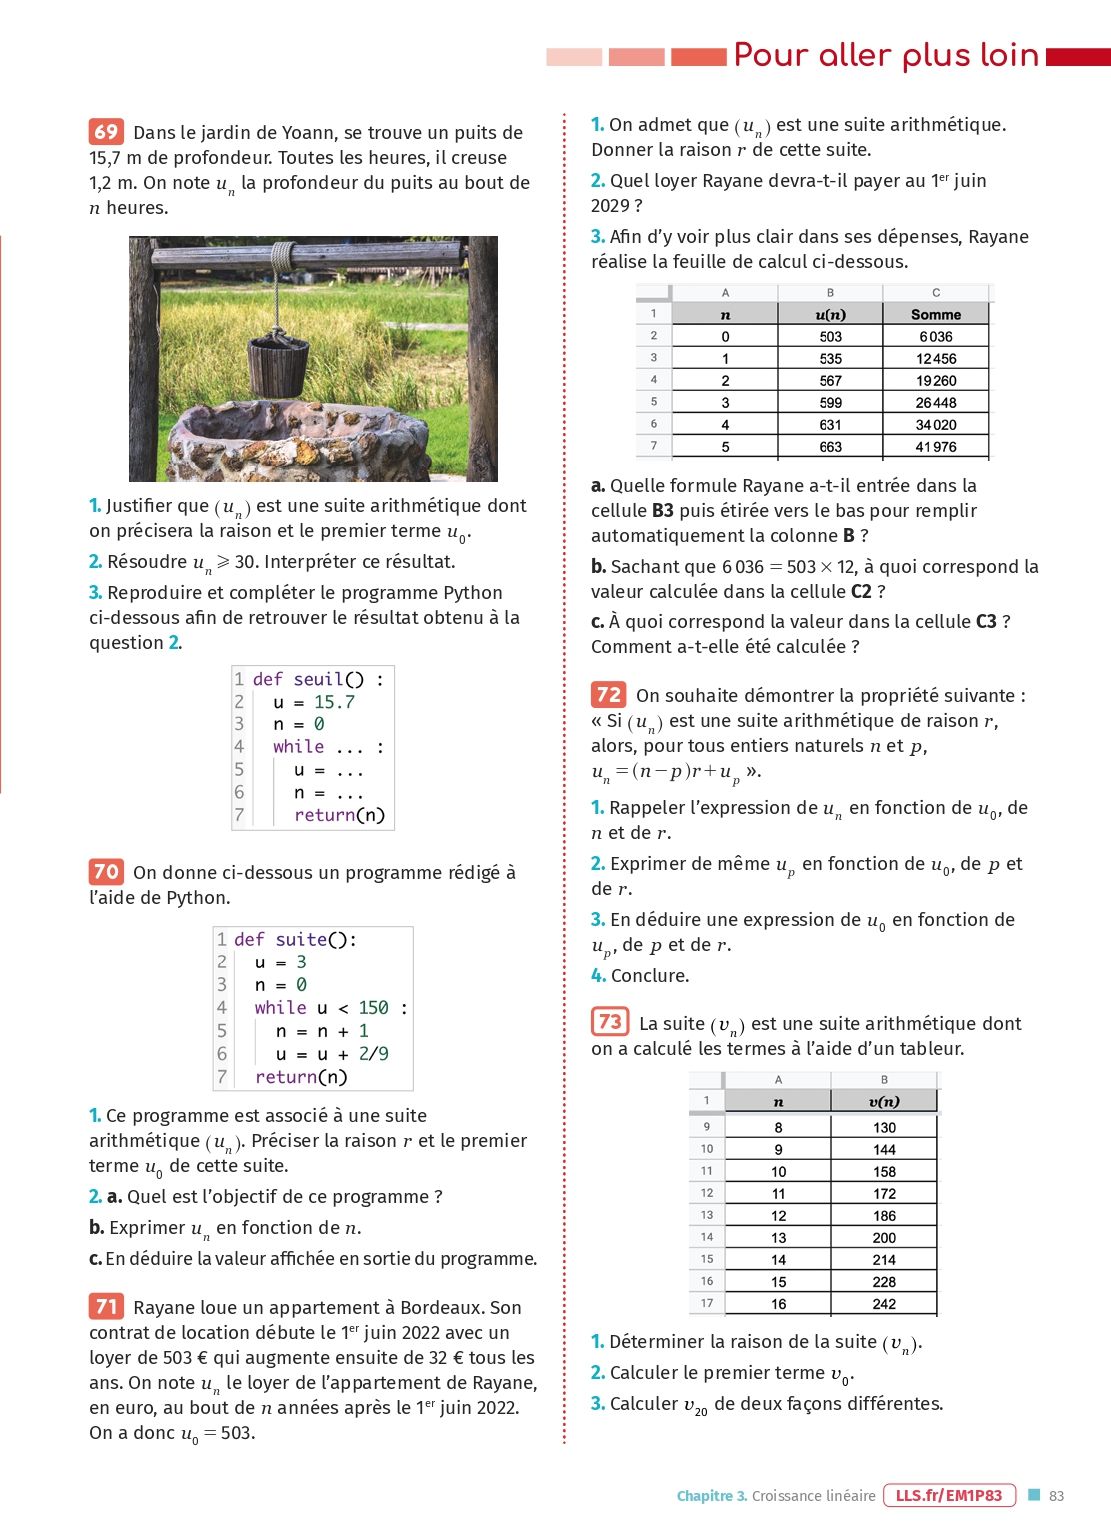 Pour aller plus loin
69 Dans le jardin de Yoann, se trouve un puits de
15,7 m de profondeur. Toutes les heures, il creuse
1,2 m. On note u_n la profondeur du puits au bout de
n heures.
1. Justifier que (u_n) est une suite arithmétique dont
on précisera la raison et le premier terme u_0.
2. Résoudre u_n ⩾ 30. Interpréter ce résultat.
3. Reproduire et compléter le programme Python
ci-dessous afin de retrouver le résultat obtenu à la
question 2.
1 def seuil() :
2 u = 15.7
3 n = 0
4 while ... :
5 u = ...
6 n = ...
7 return(n)
70 On donne ci-dessous un programme rédigé à
l'aide de Python.
1 def suite():
2 u = 3
3 n = 0
4 while u < 150 :
5 n = n + 1
6 u = u + 2/9
7 return(n)
1. Ce programme est associé à une suite
arithmétique (u_n). Préciser la raison r et le premier
terme u_0 de cette suite.
2. a. Quel est l'objectif de ce programme ?
b. Exprimer u_n en fonction de n.
c. En déduire la valeur affichée en sortie du programme.
71 Rayane loue un appartement à Bordeaux. Son
contrat de location débute le 1er juin 2022 avec un
loyer de 503 € qui augmente ensuite de 32 € tous les
ans. On note u_n le loyer de l'appartement de Rayane,
en euro, au bout de n années après le 1er juin 2022.
On a donc u_0 = 503.
1. On admet que (u_n) est une suite arithmétique.
Donner la raison r de cette suite.
2. Quel loyer Rayane devra-t-il payer au 1er juin
2029 ?
3. Afin d'y voir plus clair dans ses dépenses, Rayane
réalise la feuille de calcul ci-dessous.
A B C
1 n u(n) Somme
2 0 503 6 036
3 1 535 12 456
4 2 567 19 260
5 3 599 26 448
6 4 631 34 020
7 5 663 41 976
a. Quelle formule Rayane a-t-il entrée dans la
cellule B3 puis étirée vers le bas pour remplir
automatiquement la colonne B ?
b. Sachant que 6 036 = 503 × 12, à quoi correspond la
valeur calculée dans la cellule C2 ?
c. À quoi correspond la valeur dans la cellule C3 ?
Comment a-t-elle été calculée ?
72 On souhaite démontrer la propriété suivante :
« Si (u_n) est une suite arithmétique de raison r,
alors, pour tous entiers naturels n et p,
u_n = (n − p)r + u_p ».
1. Rappeler l'expression de u_n en fonction de u_0, de
n et de r.
2. Exprimer de même u_p en fonction de u_0, de p et
de r.
3. En déduire une expression de u_0 en fonction de
u_p, de p et de r.
4. Conclure.
73 La suite (v_n) est une suite arithmétique dont
on a calculé les termes à l'aide d'un tableur.
A B
1 n v(n)
9 8 130
10 9 144
11 10 158
12 11 172
13 12 186
14 13 200
15 14 214
16 15 228
17 16 242
1. Déterminer la raison de la suite (v_n).
2. Calculer le premier terme v_0.
3. Calculer v_20 de deux façons différentes.
Chapitre 3. Croissance linéaire LLS.fr/EM1P83 83